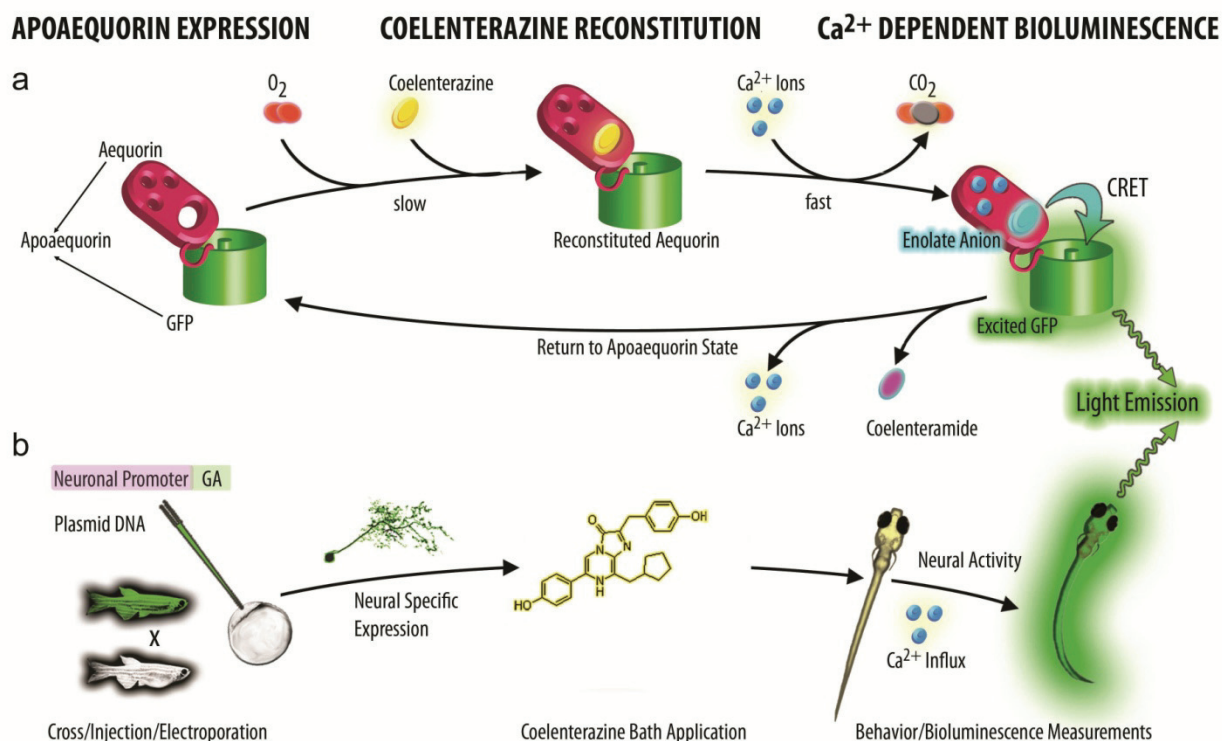 APOAEQUORIN EXPRESSION
COELENTERAZINE RECONSTITUTION
Ca2+ DEPENDENT BIOLUMINESCENCE
a
O2
Coelenterazine
Ca2+ Ions
CO2
Aequorin
Apoaequorin
GFP
slow
Reconstituted Aequorin
fast
CRET
Enolate Anion
Excited GFP
Return to Apoaequorin State
Ca2+ Ions
Coelenteramide
Light Emission
b
Neuronal Promoter GA
Plasmid DNA
X
Neural Specific
Expression
O
OH
N
N
N
H
HO
Neural Activity
Ca2+ Influx
Cross/Injection/Electroporation
Coelenterazine Bath Application
Behavior/Bioluminescence Measurements